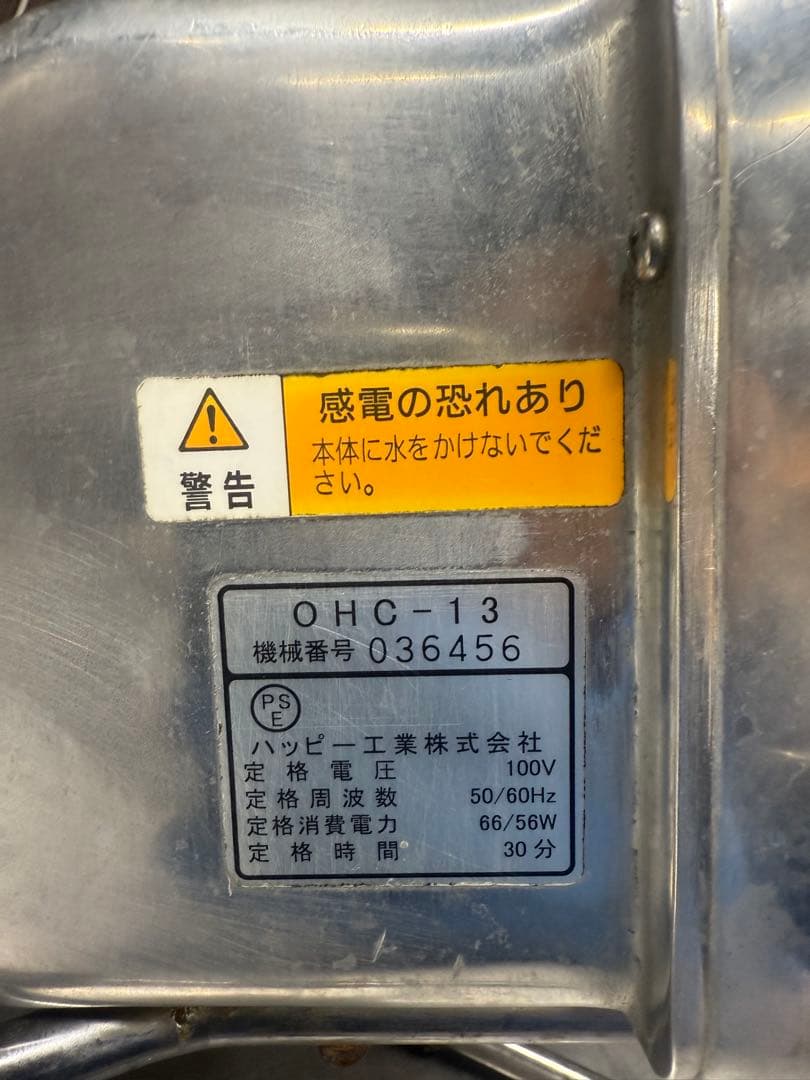 感電の恐れあり
本体に水をかけないでくだ
さい。
警告
OHC-13
機械番号 036456
PS
E
ハッピー工業株式会社
定格電圧 100V
定格周波数 50/60Hz
定格消費電力 66/56W
定格時間 30分